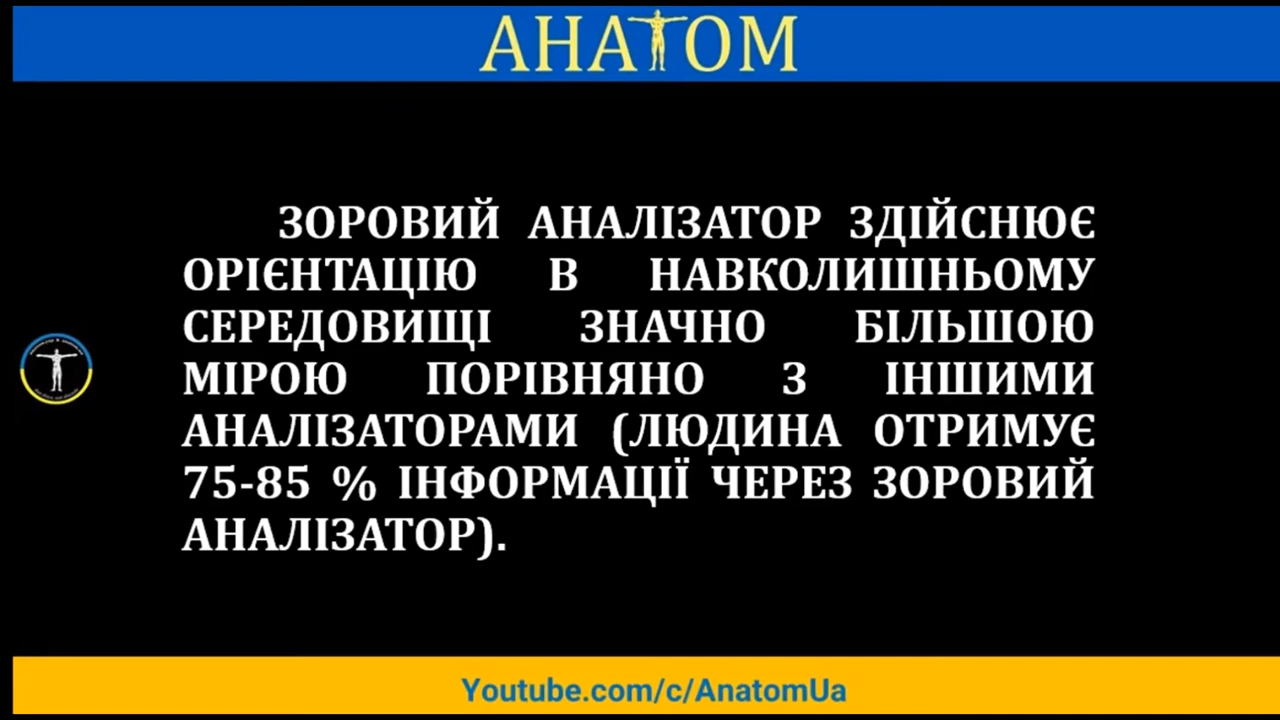 АНАТОМ
ЗОРОВИЙ АНАЛІЗАТОР ЗДІЙСНЮЄ
ОРІЄНТАЦІЮ В НАВКОЛИШНЬОМУ
СЕРЕДОВИЩІ ЗНАЧНО БІЛЬШОЮ
МІРОЮ ПОРІВНЯНО З ІНШИМИ
АНАЛІЗАТОРАМИ (ЛЮДИНА ОТРИМУЄ
75-85 % ІНФОРМАЦІЇ ЧЕРЕЗ ЗОРОВИЙ
АНАЛІЗАТОР).
Youtube.com/c/AnatomUa